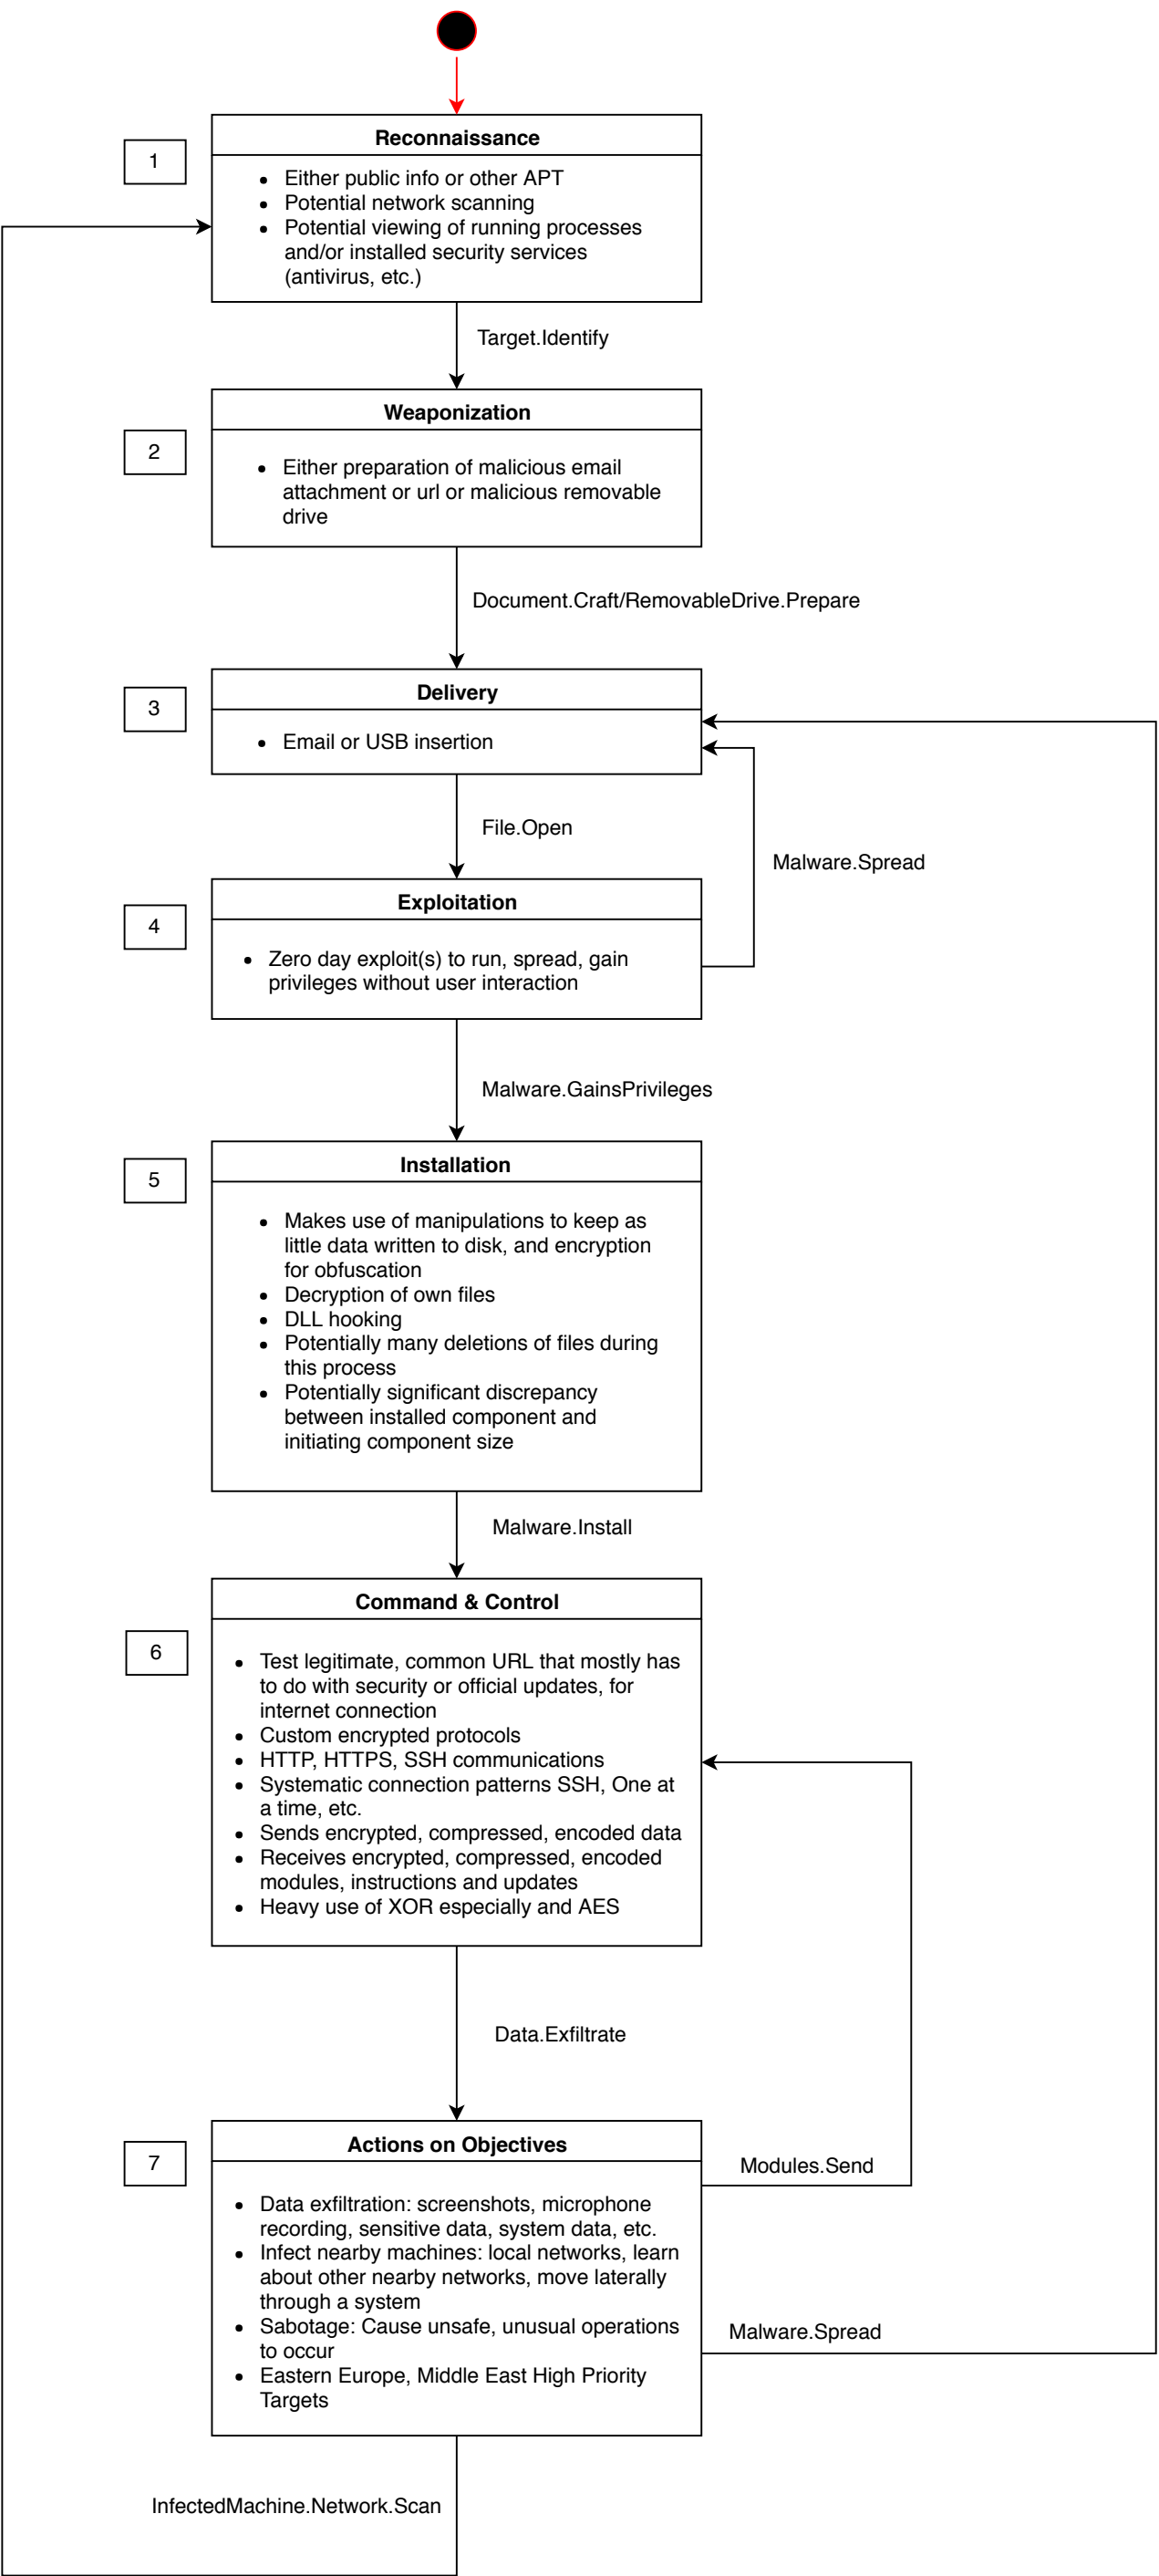 1
Reconnaissance
• Either public info or other APT
• Potential network scanning
• Potential viewing of running processes
and/or installed security services
(antivirus, etc.)
Target.Identify
2
Weaponization
• Either preparation of malicious email
attachment or url or malicious removable
drive
Document.Craft/RemovableDrive.Prepare
3
Delivery
• Email or USB insertion
File.Open
Malware.Spread
4
Exploitation
• Zero day exploit(s) to run, spread, gain
privileges without user interaction
Malware.GainsPrivileges
5
Installation
• Makes use of manipulations to keep as
little data written to disk, and encryption
for obfuscation
• Decryption of own files
• DLL hooking
• Potentially many deletions of files during
this process
• Potentially significant discrepancy
between installed component and
initiating component size
Malware.Install
6
Command & Control
• Test legitimate, common URL that mostly has
to do with security or official updates, for
internet connection
• Custom encrypted protocols
• HTTP, HTTPS, SSH communications
• Systematic connection patterns SSH, One at
a time, etc.
• Sends encrypted, compressed, encoded data
• Receives encrypted, compressed, encoded
modules, instructions and updates
• Heavy use of XOR especially and AES
Data.Exfiltrate
7
Actions on Objectives
• Data exfiltration: screenshots, microphone
recording, sensitive data, system data, etc.
• Infect nearby machines: local networks, learn
about other nearby networks, move laterally
through a system
• Sabotage: Cause unsafe, unusual operations
to occur
• Eastern Europe, Middle East High Priority
Targets
Modules.Send
Malware.Spread
InfectedMachine.Network.Scan